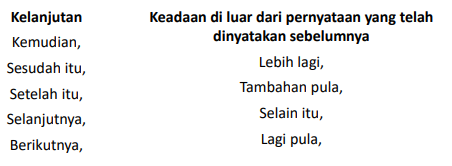 Kelanjutan
Kemudian,
Sesudah itu,
Setelah itu,
Selanjutnya,
Berikutnya,
Keadaan di luar dari pernyataan yang telah
dinyatakan sebelumnya
Lebih lagi,
Tambahan pula,
Selain itu,
Lagi pula,